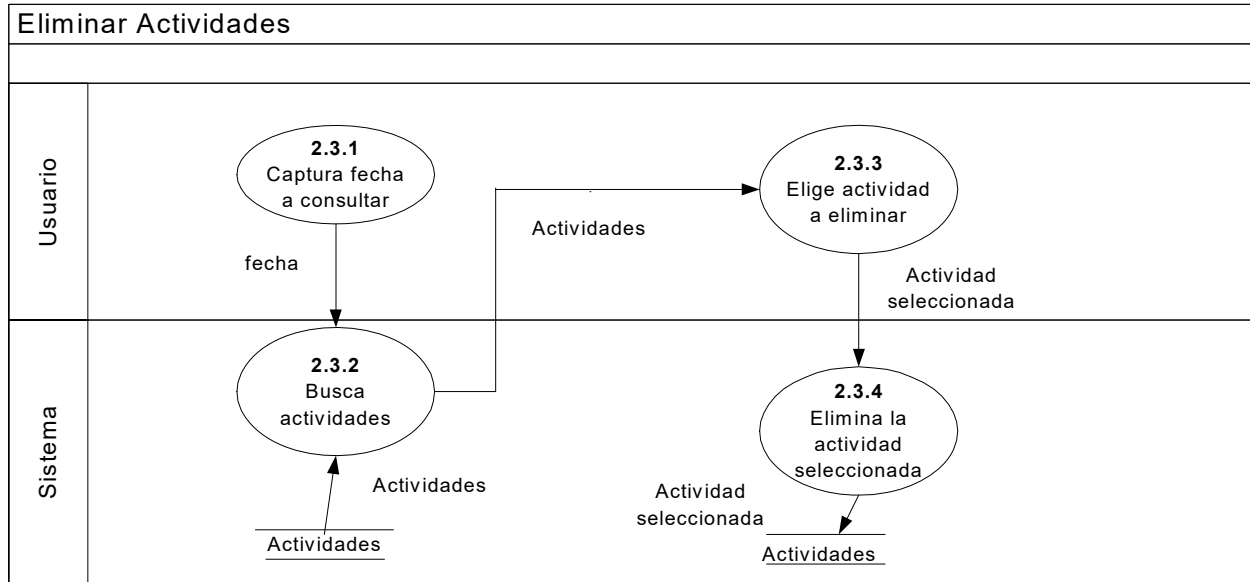 Eliminar Actividades
Usuario
2.3.1
Captura fecha
a consultar
2.3.3
Elige actividad
a eliminar
Actividades
fecha
Actividad
seleccionada
Sistema
2.3.2
Busca
actividades
2.3.4
Elimina la
actividad
seleccionada
Actividades
Actividad
seleccionada
Actividades
Actividades